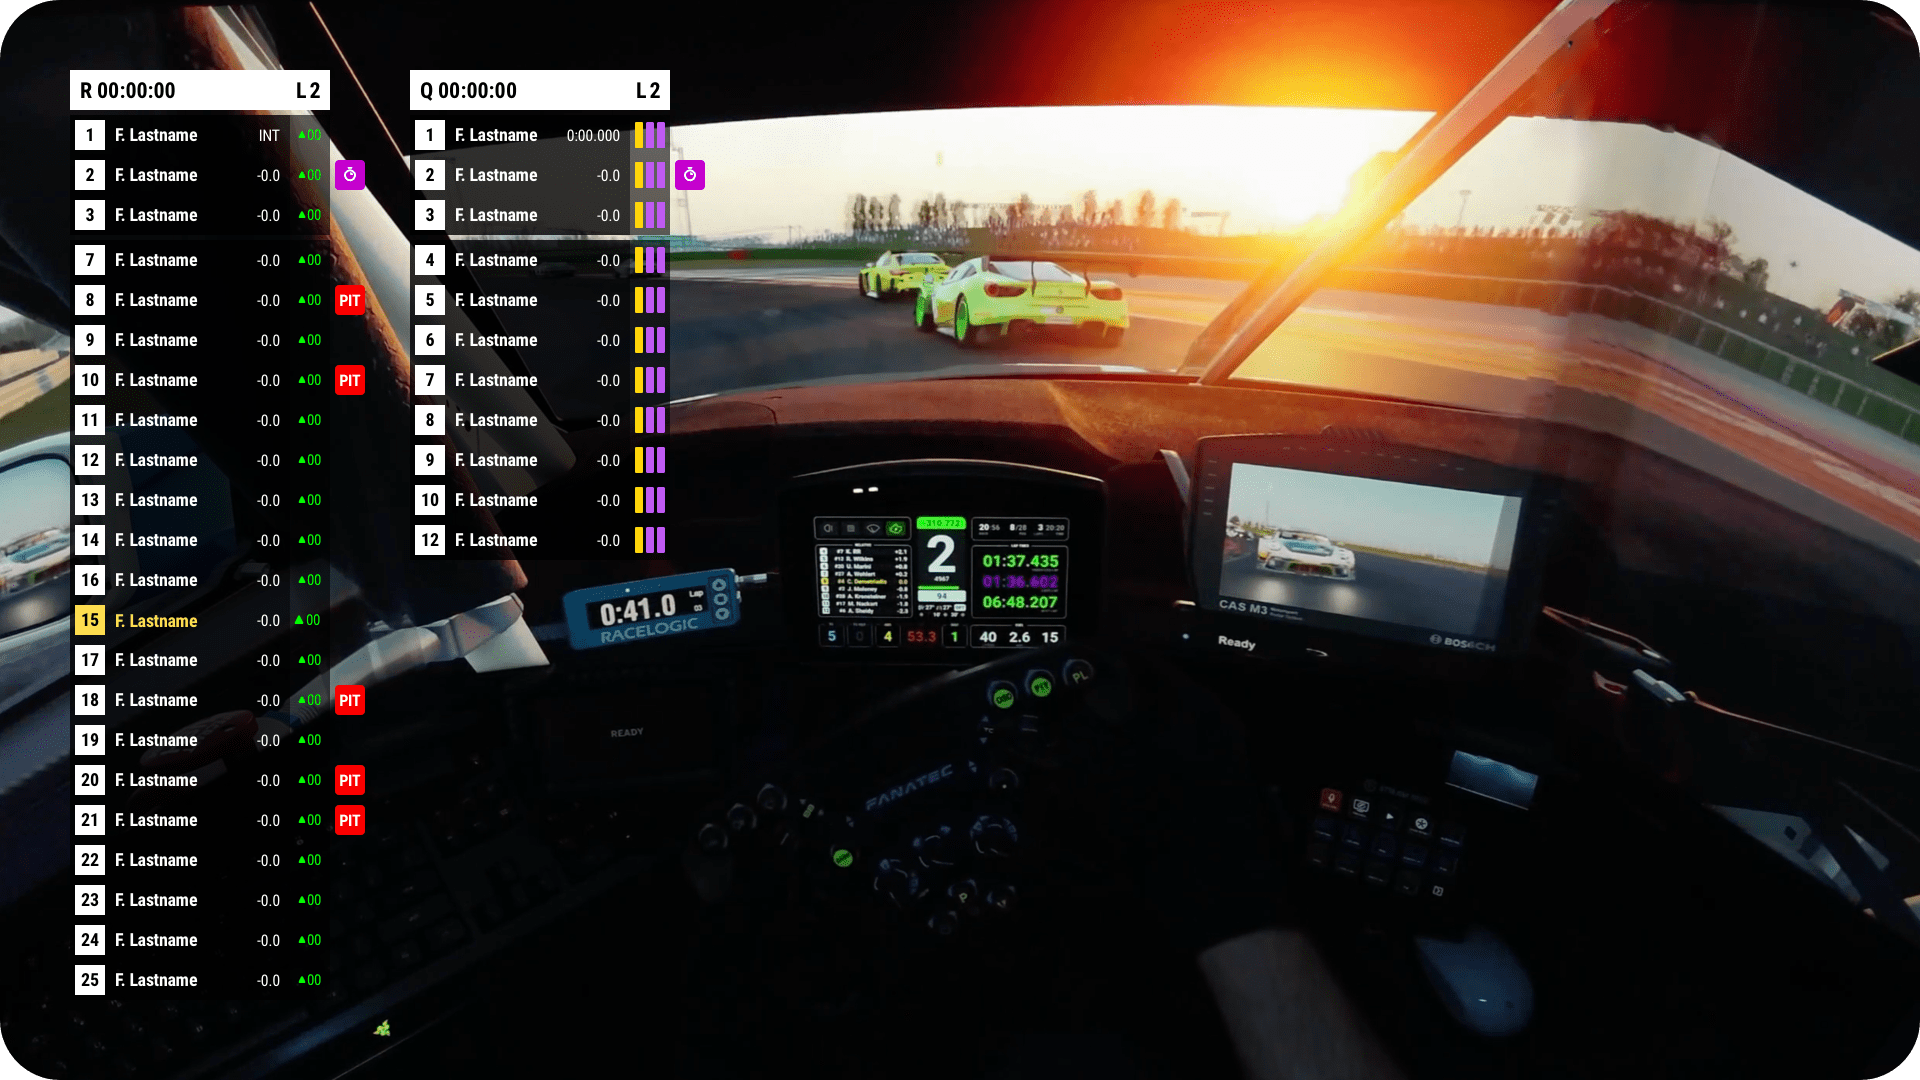 R 00:00:00 L 2
1 F. Lastname INT ▲00
2 F. Lastname -0.0 ▲00
3 F. Lastname -0.0 ▲00
7 F. Lastname -0.0 ▲00
8 F. Lastname -0.0 ▲00 PIT
9 F. Lastname -0.0 ▲00
10 F. Lastname -0.0 ▲00 PIT
11 F. Lastname -0.0 ▲00
12 F. Lastname -0.0 ▲00
13 F. Lastname -0.0 ▲00
14 F. Lastname -0.0 ▲00
16 F. Lastname -0.0 ▲00
15 F. Lastname -0.0 ▲00
17 F. Lastname -0.0 ▲00
18 F. Lastname -0.0 ▲00 PIT
19 F. Lastname -0.0 ▲00
20 F. Lastname -0.0 ▲00 PIT
21 F. Lastname -0.0 ▲00 PIT
22 F. Lastname -0.0 ▲00
23 F. Lastname -0.0 ▲00
24 F. Lastname -0.0 ▲00
25 F. Lastname -0.0 ▲00
Q 00:00:00 L 2
1 F. Lastname 0:00.000
2 F. Lastname -0.0
3 F. Lastname -0.0
4 F. Lastname -0.0
5 F. Lastname -0.0
6 F. Lastname -0.0
7 F. Lastname -0.0
8 F. Lastname -0.0
9 F. Lastname -0.0
10 F. Lastname -0.0
12 F. Lastname -0.0
0:41.0 Lap
03
RACELOGIC
2
4567
94
01:37.435
01:36.602
06:48.207
5 0 4 53.3 1 40 2.6 15
CAS M3
Ready
BOSCH
READY
PL
FANATEC
P